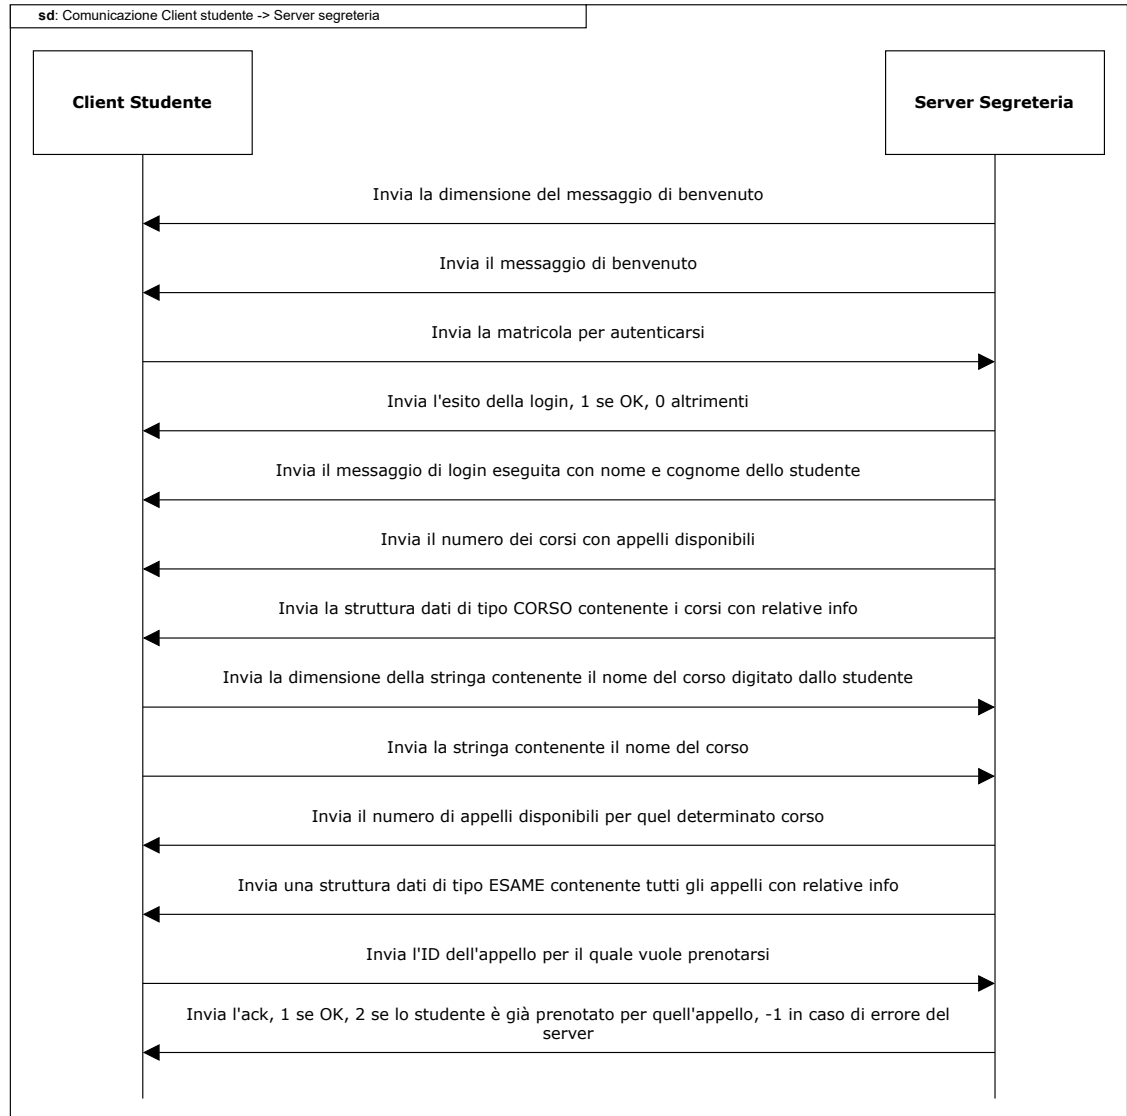 sd: Comunicazione Client studente -> Server segreteria
Client Studente
Server Segreteria
Invia la dimensione del messaggio di benvenuto
Invia il messaggio di benvenuto
Invia la matricola per autenticarsi
Invia l'esito della login, 1 se OK, 0 altrimenti
Invia il messaggio di login eseguita con nome e cognome dello studente
Invia il numero dei corsi con appelli disponibili
Invia la struttura dati di tipo CORSO contenente i corsi con relative info
Invia la dimensione della stringa contenente il nome del corso digitato dallo studente
Invia la stringa contenente il nome del corso
Invia il numero di appelli disponibili per quel determinato corso
Invia una struttura dati di tipo ESAME contenente tutti gli appelli con relative info
Invia l'ID dell'appello per il quale vuole prenotarsi
Invia l'ack, 1 se OK, 2 se lo studente è già prenotato per quell'appello, -1 in caso di errore del
server